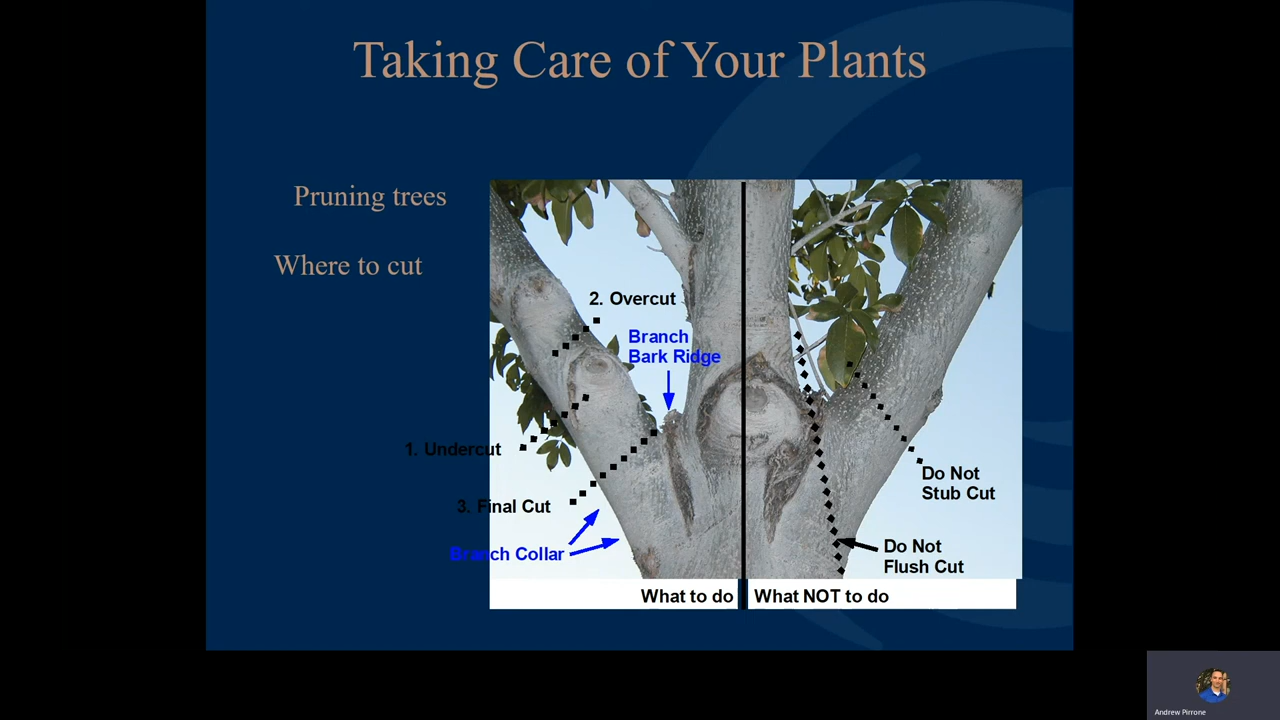 Taking Care of Your Plants
Pruning trees
Where to cut
2. Overcut
Branch
Bark Ridge
1. Undercut
3. Final Cut
Branch Collar
What to do
Do Not
Stub Cut
Do Not
Flush Cut
What NOT to do
Andrew Pirrone